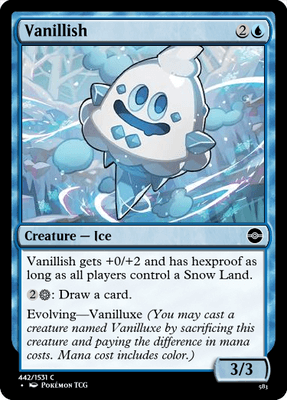 Vanillish 2
Creature — Ice
Vanillish gets +0/+2 and has hexproof as
long as all players control a Snow Land.
2: Draw a card.
Evolving—Vanilluxe (You may cast a
creature named Vanilluxe by sacrificing this
creature and paying the difference in mana
costs. Mana cost includes color.)
3/3
442/1531 C
• Pokémon TCG
583